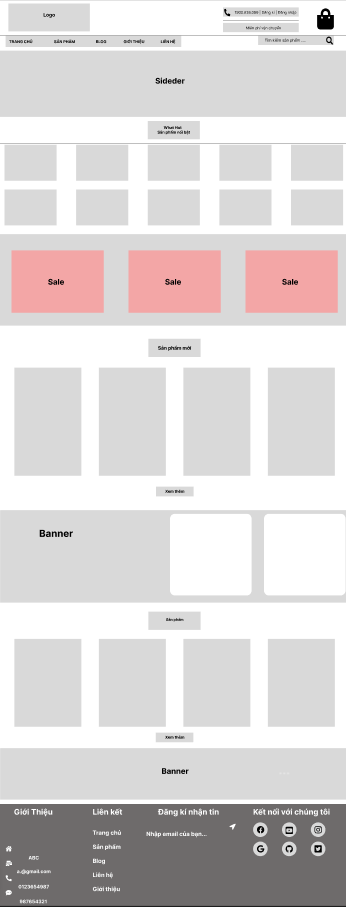 Logo
1900.636.099 | Đăng kí | Đăng nhập
Miễn phí vận chuyển
TRANG CHỦ SẢN PHẨM BLOG GIỚI THIỆU LIÊN HỆ
Tìm kiếm sản phẩm ....
Sideder
What Hot
Sản phẩm nổi bật
Sale Sale Sale
Sản phẩm mới
Xem thêm
Banner
Sản phẩm
Xem thêm
Banner
Giới Thiệu
ABC
a.@gmail.com
0123654987
987654321
Liên kết
Trang chủ
Sản phẩm
Blog
Liên hệ
Giới thiệu
Đăng kí nhận tin
Nhập email của bạn...
Kết nối với chúng tôi